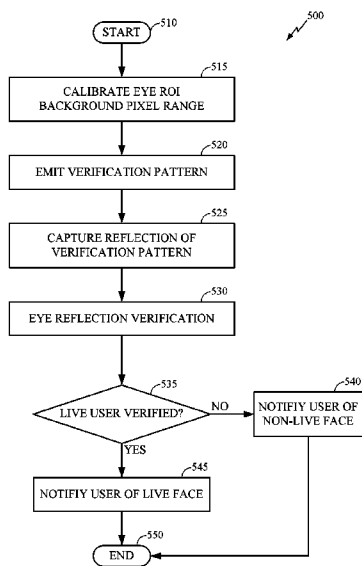 500
510
START
515
CALIBRATE EYE ROI
BACKGROUND PIXEL RANGE
520
EMIT VERIFICATION PATTERN
525
CAPTURE REFLECTION OF
VERIFICATION PATTERN
530
EYE REFLECTION VERIFICATION
535
LIVE USER VERIFIED?
NO
540
NOTIFIY USER OF
NON-LIVE FACE
YES
545
NOTIFIY USER OF LIVE FACE
550
END